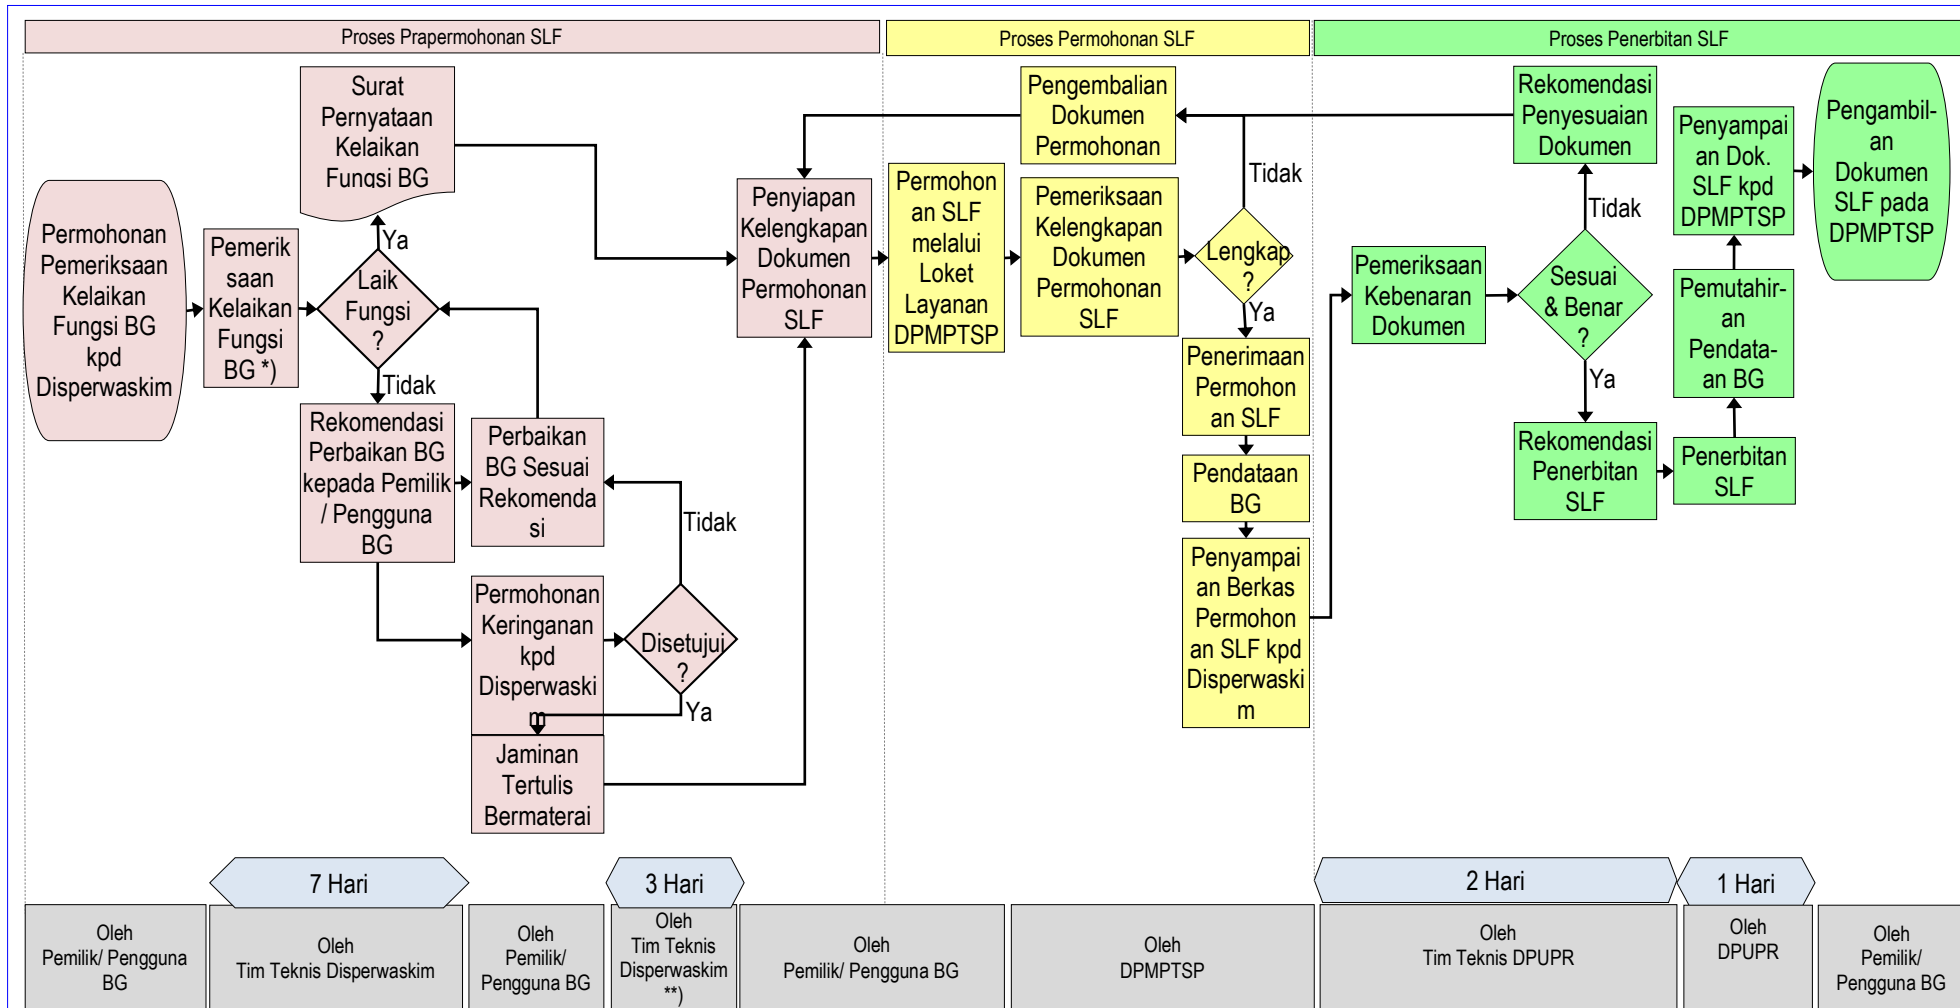 Proses Prapermohonan SLF
Proses Permohonan SLF
Proses Penerbitan SLF
Permohonan
Pemeriksaan
Kelaikan
Fungsi BG
kpd
Disperwaskim
Pemerik
saan
Kelaikan
Fungsi
BG *)
Surat
Pernyataan
Kelaikan
Fungsi BG
Ya
Laik
Fungsi
?
Tidak
Rekomendasi
Perbaikan BG
kepada Pemilik
/ Pengguna
BG
Perbaikan
BG Sesuai
Rekomenda
si
Tidak
Permohonan
Keringanan
kpd
Disperwaski
m
Disetujui
?
Ya
Jaminan
Tertulis
Bermaterai
Penyiapan
Kelengkapan
Dokumen
Permohonan
SLF
Pengembalian
Dokumen
Permohonan
Permohon
an SLF
melalui
Loket
Layanan
DPMPTSP
Pemeriksaan
Kelengkapan
Dokumen
Permohonan
SLF
Tidak
Lengkap
?
Ya
Penerimaan
Permohon
an SLF
Pendataan
BG
Penyampai
an Berkas
Permohon
an SLF kpd
Disperwaski
m
Pemeriksaan
Kebenaran
Dokumen
Rekomendasi
Penyesuaian
Dokumen
Tidak
Sesuai
& Benar
?
Ya
Rekomendasi
Penerbitan
SLF
Penerbitan
SLF
Pemutahir-
an
Pendata-
an BG
Penyampai
an Dok.
SLF kpd
DPMPTSP
Pengambil-
an
Dokumen
SLF pada
DPMPTSP
7 Hari
3 Hari
2 Hari
1 Hari
Oleh
Pemilik/ Pengguna
BG
Oleh
Tim Teknis Disperwaskim
Oleh
Pemilik/
Pengguna BG
Oleh
Tim Teknis
Disperwaskim
**)
Oleh
Pemilik/ Pengguna BG
Oleh
DPMPTSP
Oleh
Tim Teknis DPUPR
Oleh
DPUPR
Oleh
Pemilik/
Pengguna BG